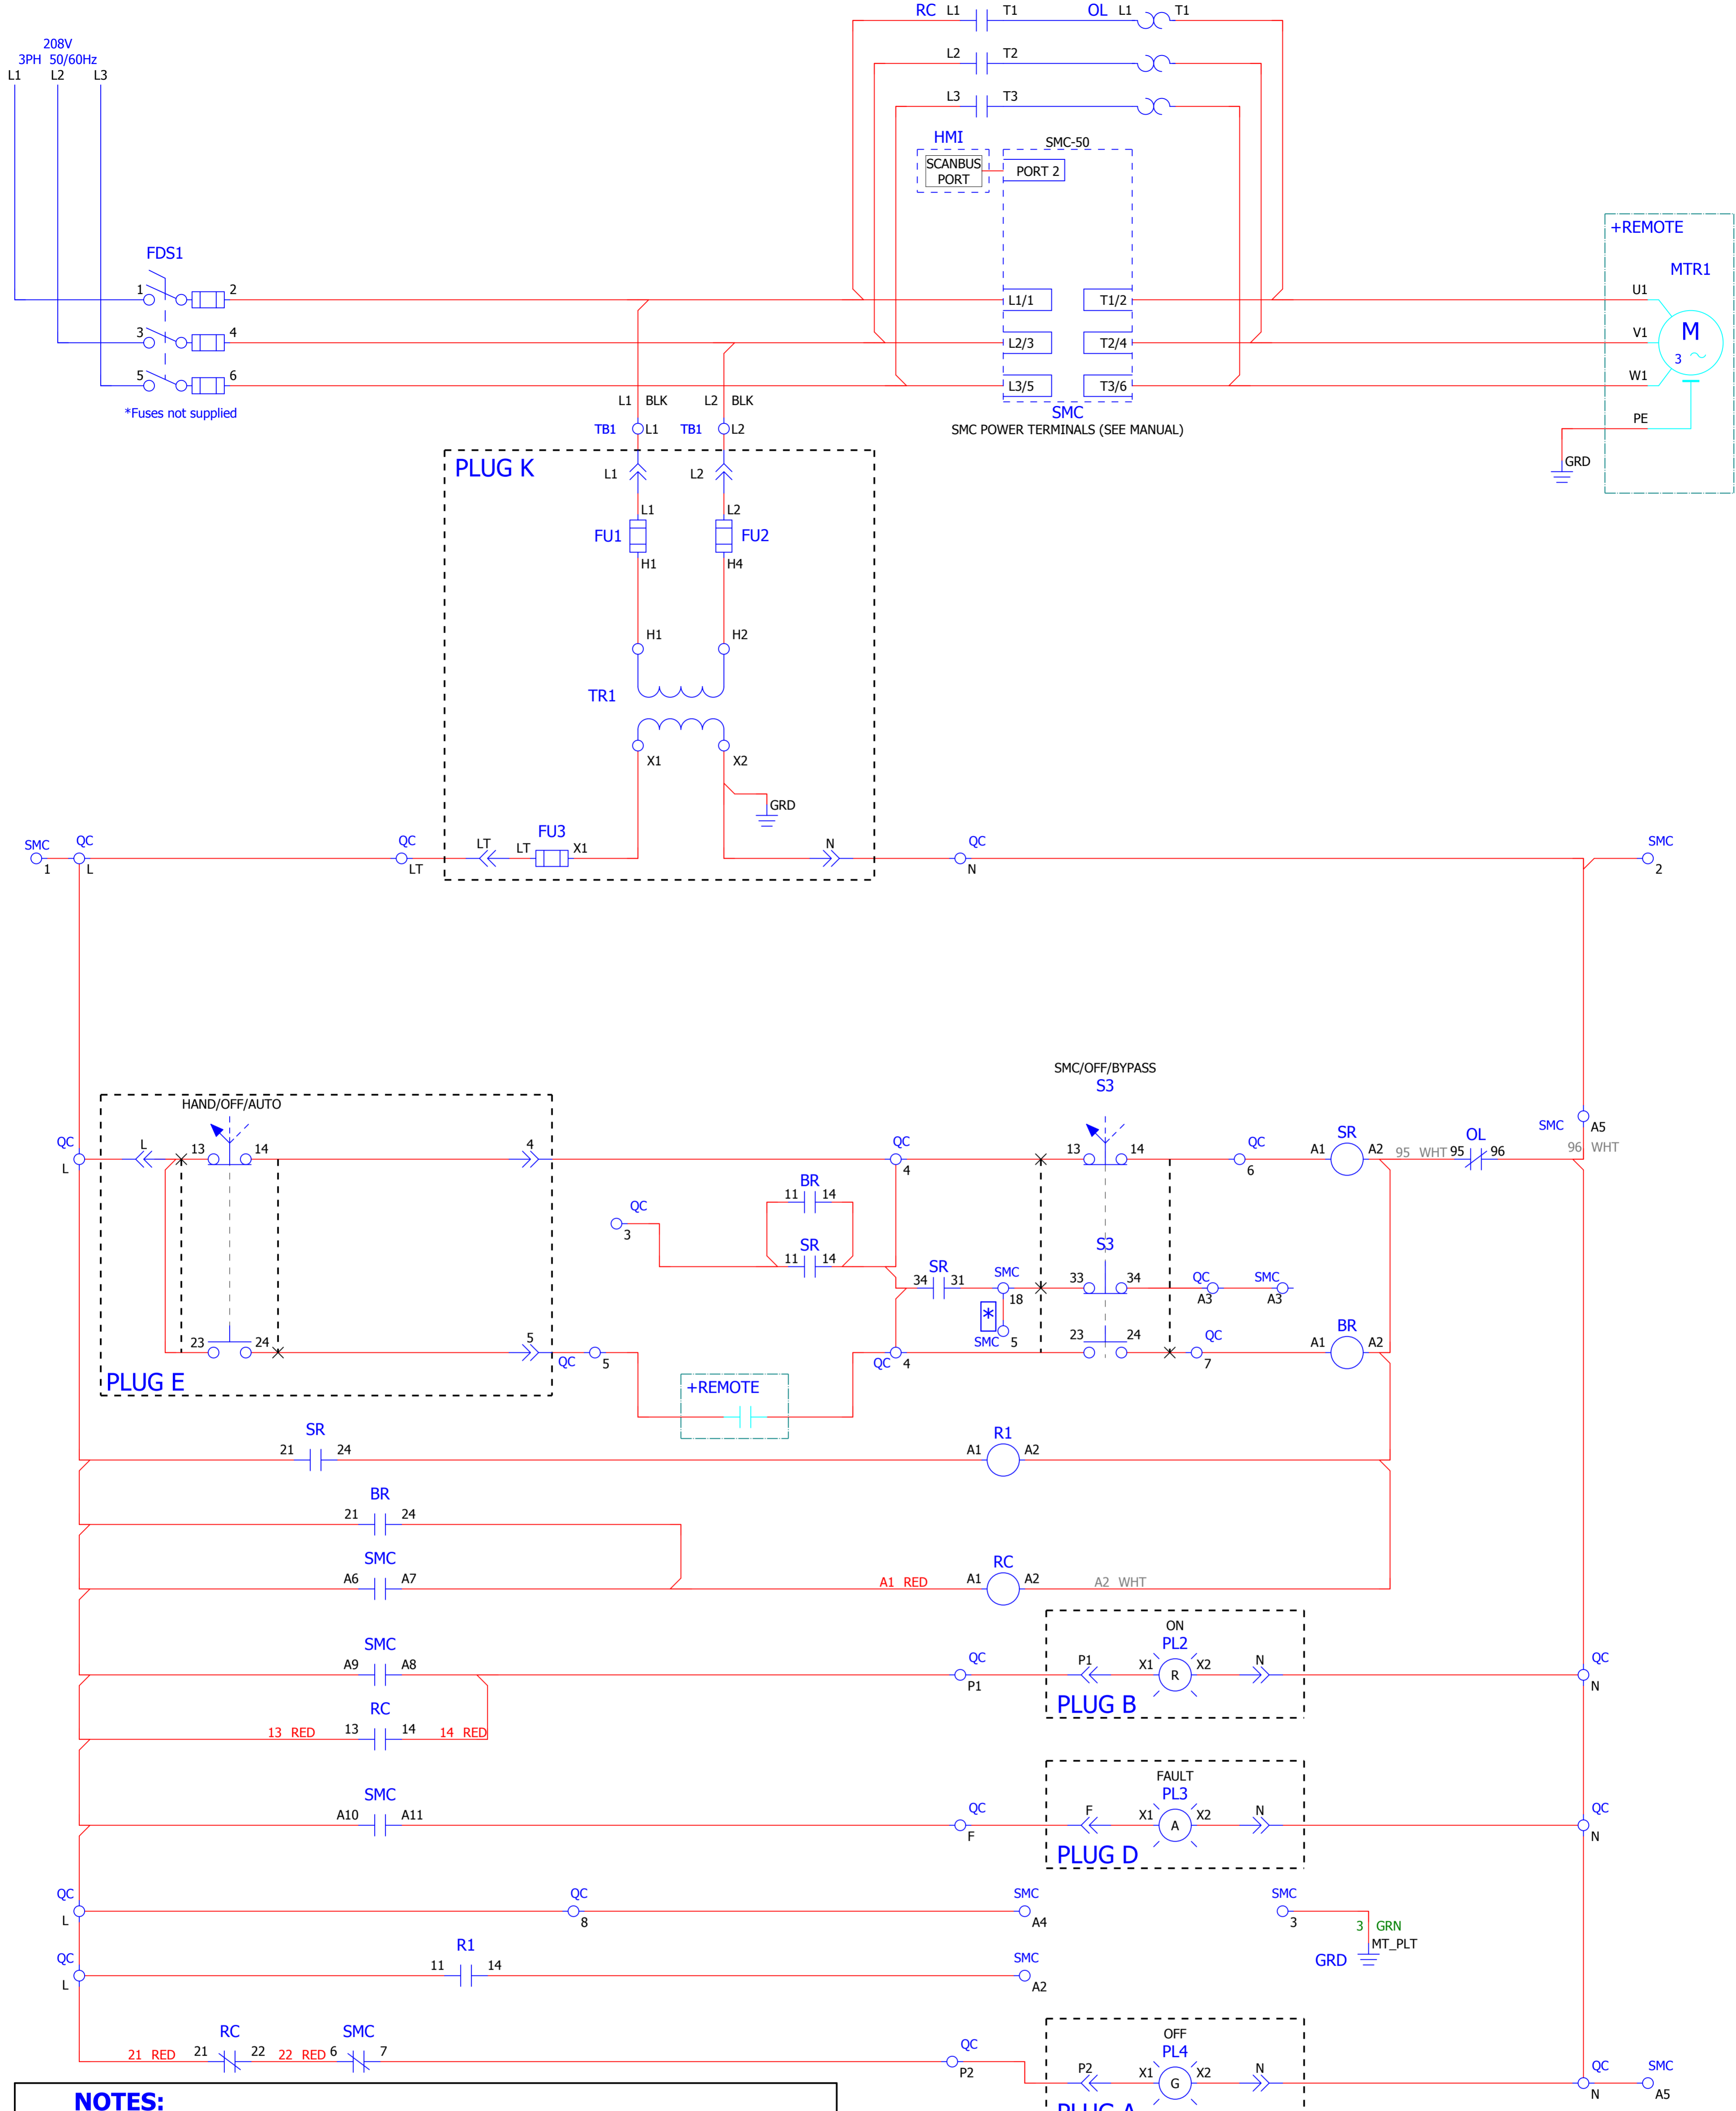 RC L1 T1 OL L1 T1
208V
3PH 50/60Hz
L1 L2 L3
L2 T2
L3 T3
HMI
SMC-50
SCANBUS
PORT
PORT 2
+REMOTE
MTR1
FDS1
1 2
L1/1 T1/2
U1
3 4
L2/3 T2/4
V1
M
3
5 6
L3/5 T3/6
W1
*Fuses not supplied
L1 BLK L2 BLK
SMC
SMC POWER TERMINALS (SEE MANUAL)
PE
GRD
TB1 L1 TB1 L2
PLUG K
L1 L2
L1 L2
FU1 FU2
H1 H4
H1 H2
TR1
X1 X2
GRD
SMC QC QC FU3 QC SMC
LT LT X1 N
1 L LT N 2
SMC/OFF/BYPASS
S3
HAND/OFF/AUTO
SMC A5
QC L 13 14 4 QC 13 14 QC SR OL
A1 A2 95 WHT 95 96 96 WHT
L 4 6
BR
11 14
QC
3
SR
11 14
S3
SR SMC QC SMC
34 31 33 34
18 A3 A3
*
SMC 5
23 24 5 23 24 QC BR
A1 A2
QC 5 QC 4 7
PLUG E
+REMOTE
SR R1
21 24 A1 A2
BR
21 24
SMC RC
A6 A7 A1 RED A1 A2 A2 WHT
ON
SMC PL2
A9 A8 QC P1 X1 R X2 N QC
P1 N
PLUG B
RC
13 RED 13 14 14 RED
FAULT
SMC PL3
A10 A11 QC F X1 A X2 N QC
F N
PLUG D
QC QC SMC SMC
L 8 A4 3
3 GRN
MT_PLT
GRD
QC R1 SMC
L 11 14 A2
RC SMC OFF
21 RED 21 22 22 RED 6 7 QC PL4
P2 P2 X1 G X2 N QC SMC
N A5
NOTES:
PLUG A